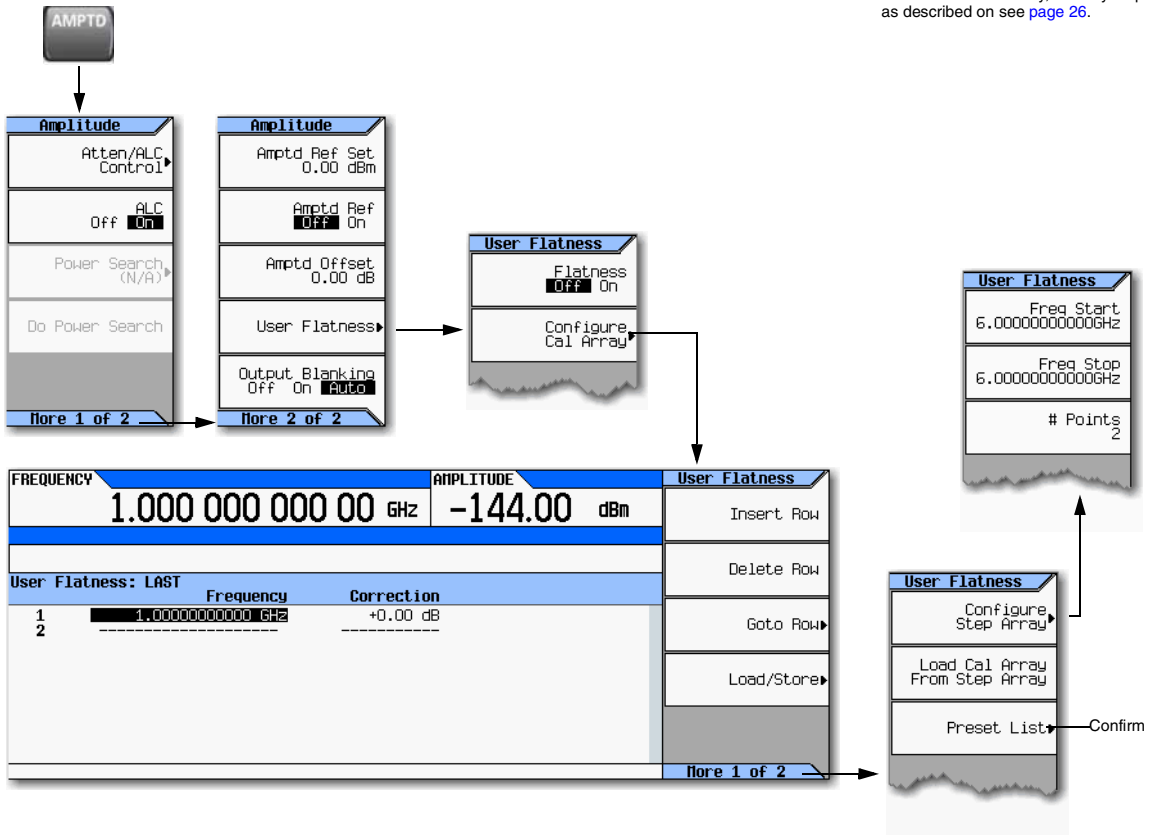 as described on see page 26.
AMPTD
Amplitude
Atten/ALC
Control
ALC
Off On
Power Search
(N/A)
Do Power Search
More 1 of 2
Amplitude
Amptd Ref Set
0.00 dBm
Amptd Ref
Off On
Amptd Offset
0.00 dB
User Flatness
Output Blanking
Off On Auto
More 2 of 2
User Flatness
Flatness
Off On
Configure
Cal Array
User Flatness
Freq Start
6.00000000000GHz
Freq Stop
6.00000000000GHz
# Points
2
FREQUENCY
1.000 000 000 00 GHz
AMPLITUDE
-144.00 dBm
User Flatness: LAST
Frequency Correction
1 1.00000000000 GHz +0.00 dB
2 -------------------- -----------
User Flatness
Insert Row
Delete Row
Goto Row
Load/Store
More 1 of 2
User Flatness
Configure
Step Array
Load Cal Array
From Step Array
Preset List
Confirm